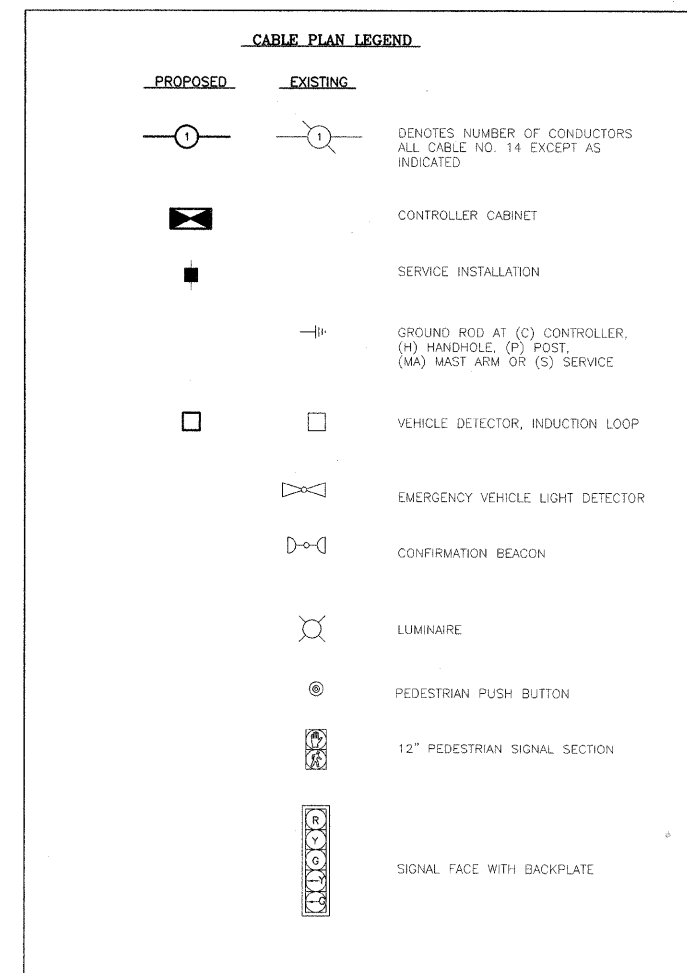 CABLE PLAN LEGEND
PROPOSED EXISTING
1 1 DENOTES NUMBER OF CONDUCTORS
ALL CABLE NO. 14 EXCEPT AS
INDICATED
CONTROLLER CABINET
SERVICE INSTALLATION
GROUND ROD AT (C) CONTROLLER,
(H) HANDHOLE, (P) POST,
(MA) MAST ARM OR (S) SERVICE
VEHICLE DETECTOR, INDUCTION LOOP
EMERGENCY VEHICLE LIGHT DETECTOR
CONFIRMATION BEACON
LUMINAIRE
PEDESTRIAN PUSH BUTTON
12" PEDESTRIAN SIGNAL SECTION
R
Y
G
Y
G
SIGNAL FACE WITH BACKPLATE